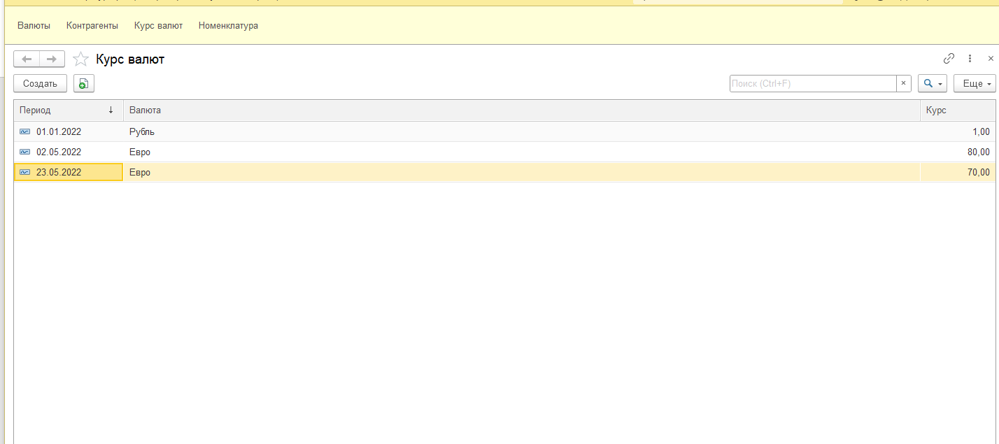 Валюты Контрагенты Курс валют Номенклатура
Курс валют
Создать Поиск (Ctrl+F) Еще
Период ↓ Валюта Курс
01.01.2022 Рубль 1,00
02.05.2022 Евро 80,00
23.05.2022 Евро 70,00